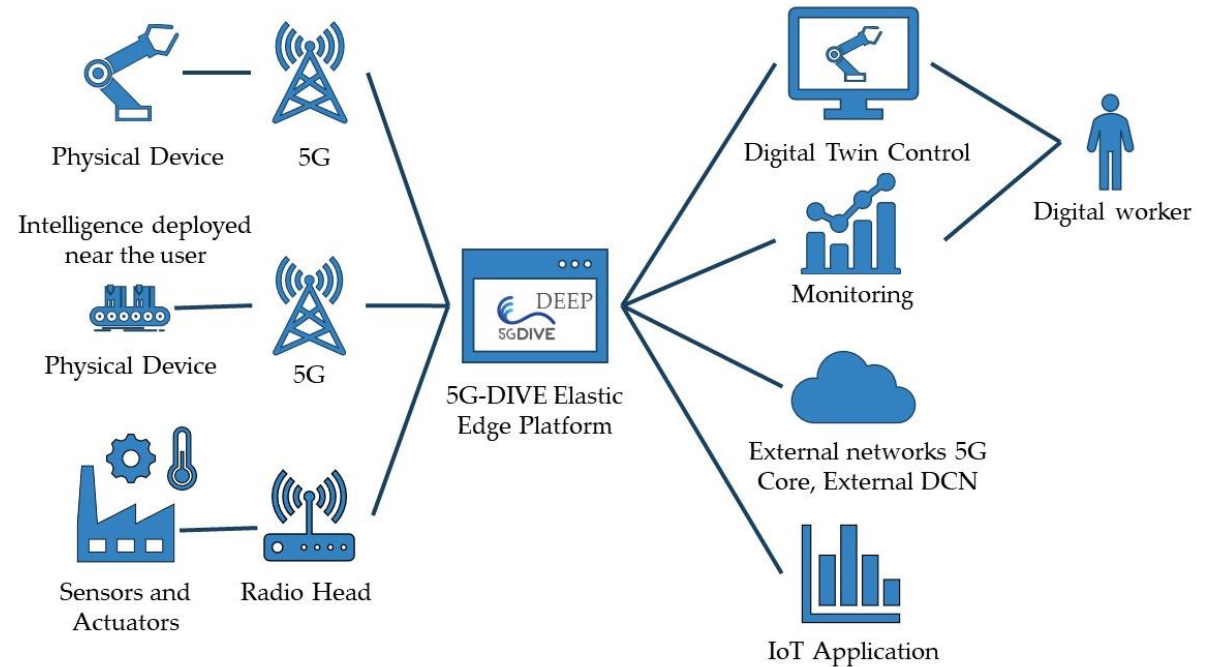 Physical Device
5G
Intelligence deployed
near the user
Physical Device
5G
Sensors and
Actuators
Radio Head
DEEP
5GDIVE
5G-DIVE Elastic
Edge Platform
Digital Twin Control
Monitoring
Digital worker
External networks 5G
Core, External DCN
IoT Application